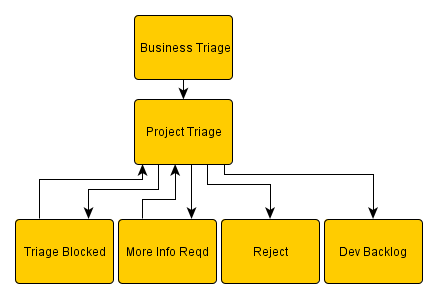 Business Triage
Project Triage
Triage Blocked
More Info Reqd
Reject
Dev Backlog